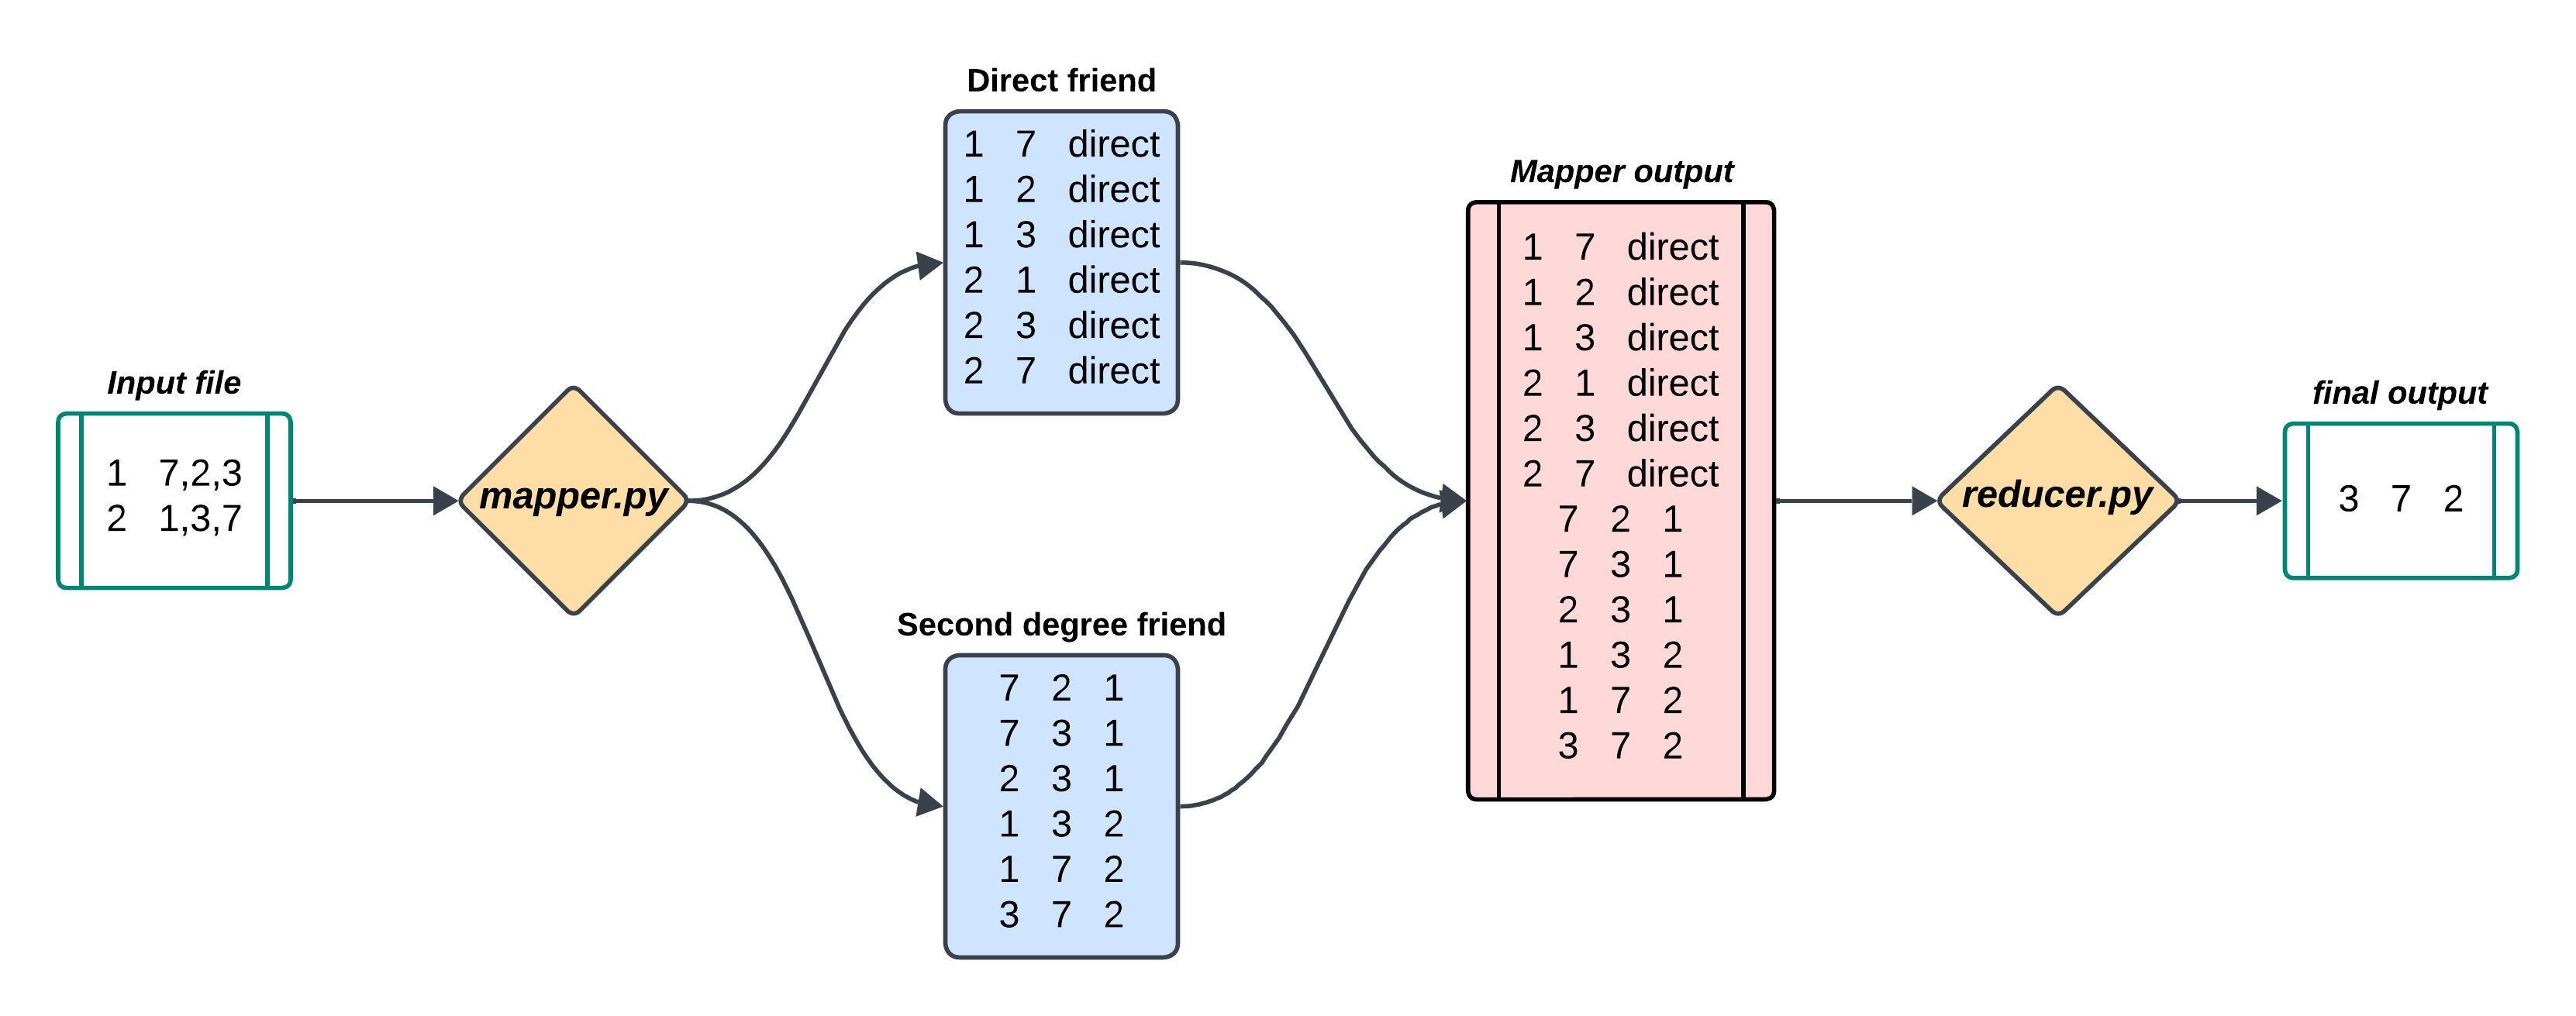 Input file
1 7,2,3
2 1,3,7
mapper.py
Direct friend
1 7 direct
1 2 direct
1 3 direct
2 1 direct
2 3 direct
2 7 direct
Second degree friend
7 2 1
7 3 1
2 3 1
1 3 2
1 7 2
3 7 2
Mapper output
1 7 direct
1 2 direct
1 3 direct
2 1 direct
2 3 direct
2 7 direct
7 2 1
7 3 1
2 3 1
1 3 2
1 7 2
3 7 2
reducer.py
final output
3 7 2